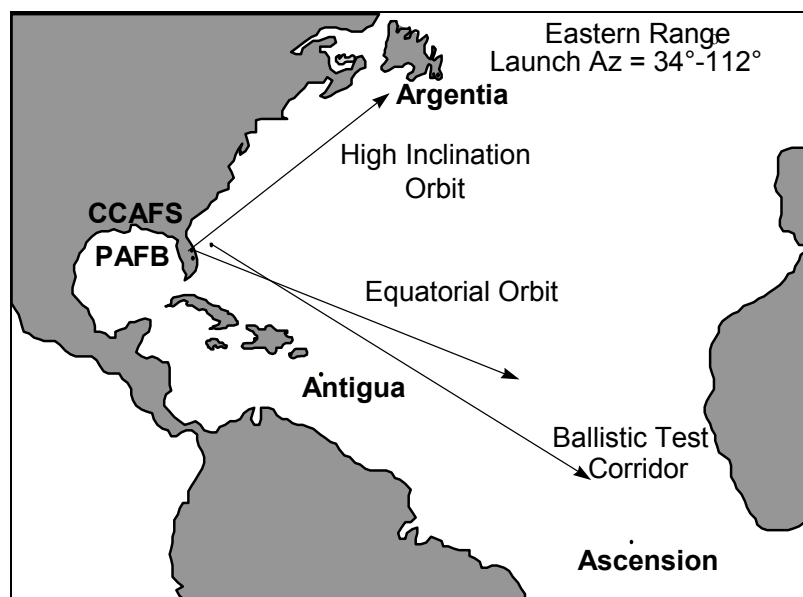 Eastern Range
Launch Az = 34°-112°
Argentia
High Inclination
Orbit
CCAFS
PAFB
Equatorial Orbit
Antigua
Ballistic Test
Corridor
Ascension